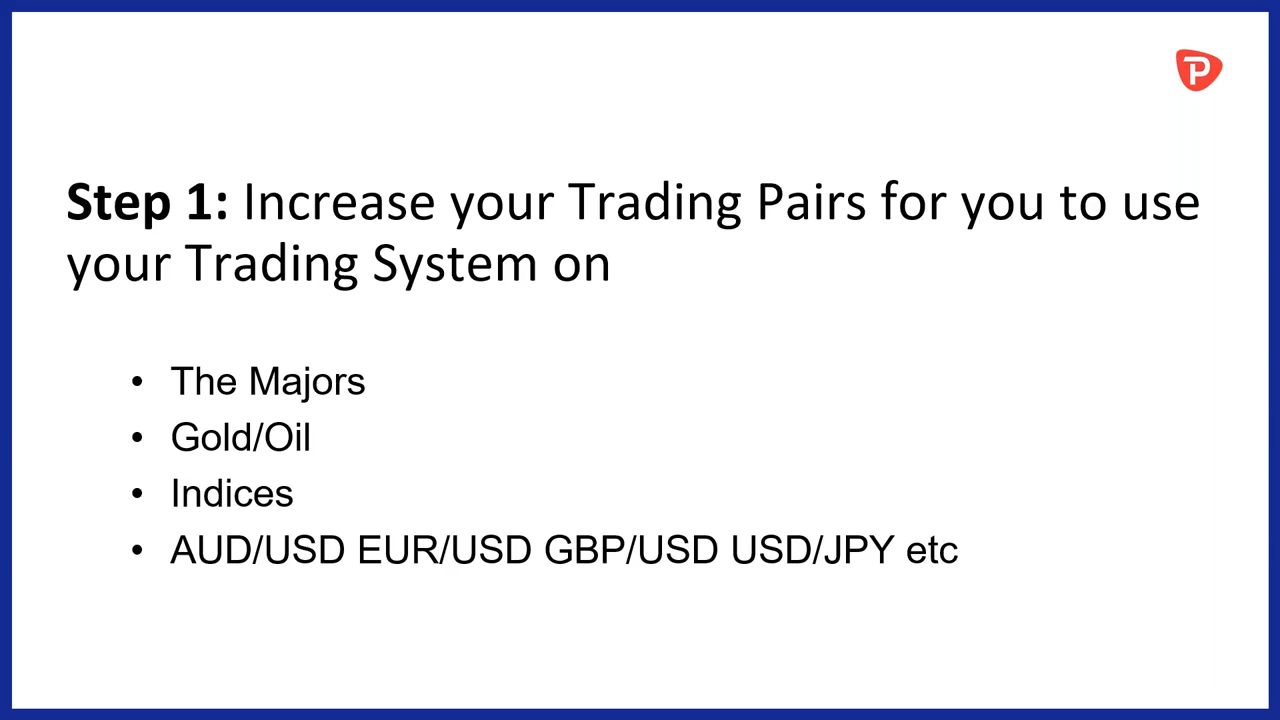 P
Step 1: Increase your Trading Pairs for you to use
your Trading System on
• The Majors
• Gold/Oil
• Indices
• AUD/USD EUR/USD GBP/USD USD/JPY etc